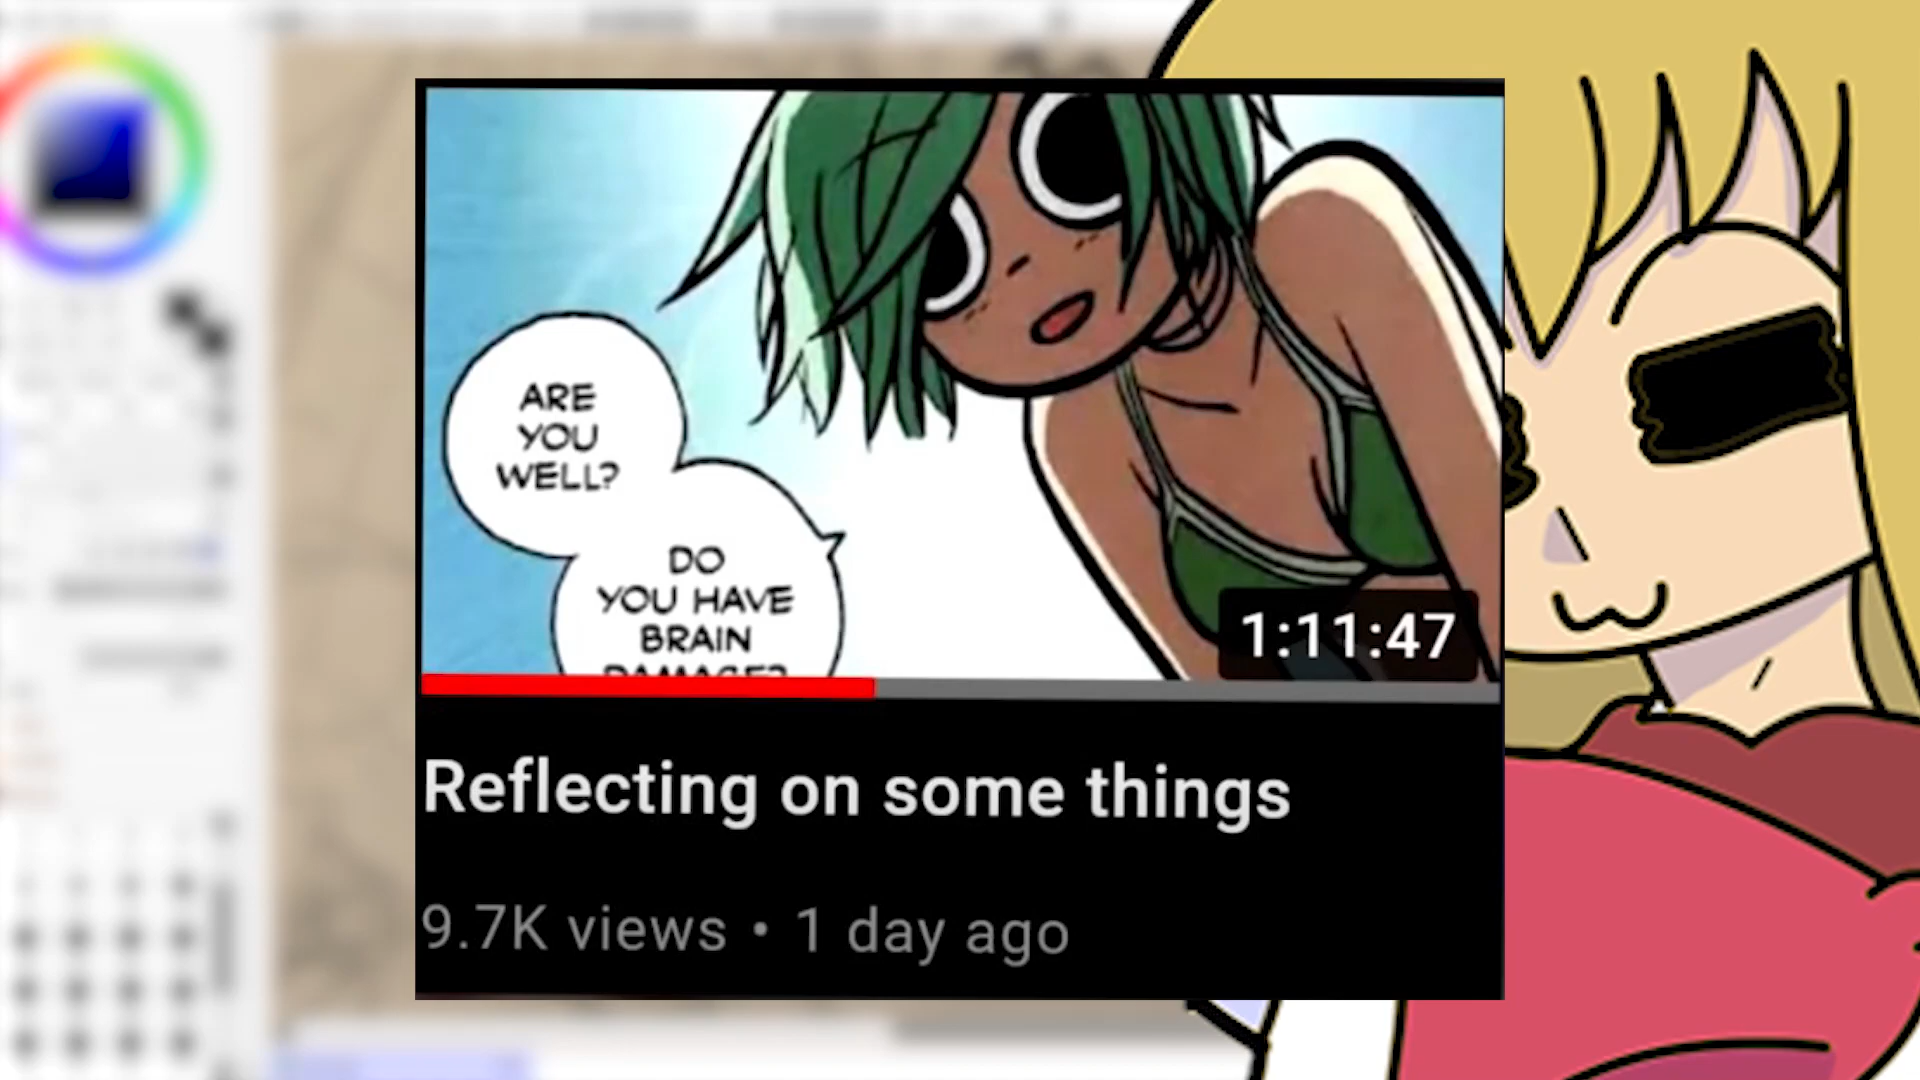 ARE
YOU
WELL?
DO
YOU HAVE
BRAIN
DAMAGE?
1:11:47
Reflecting on some things
9.7K views • 1 day ago